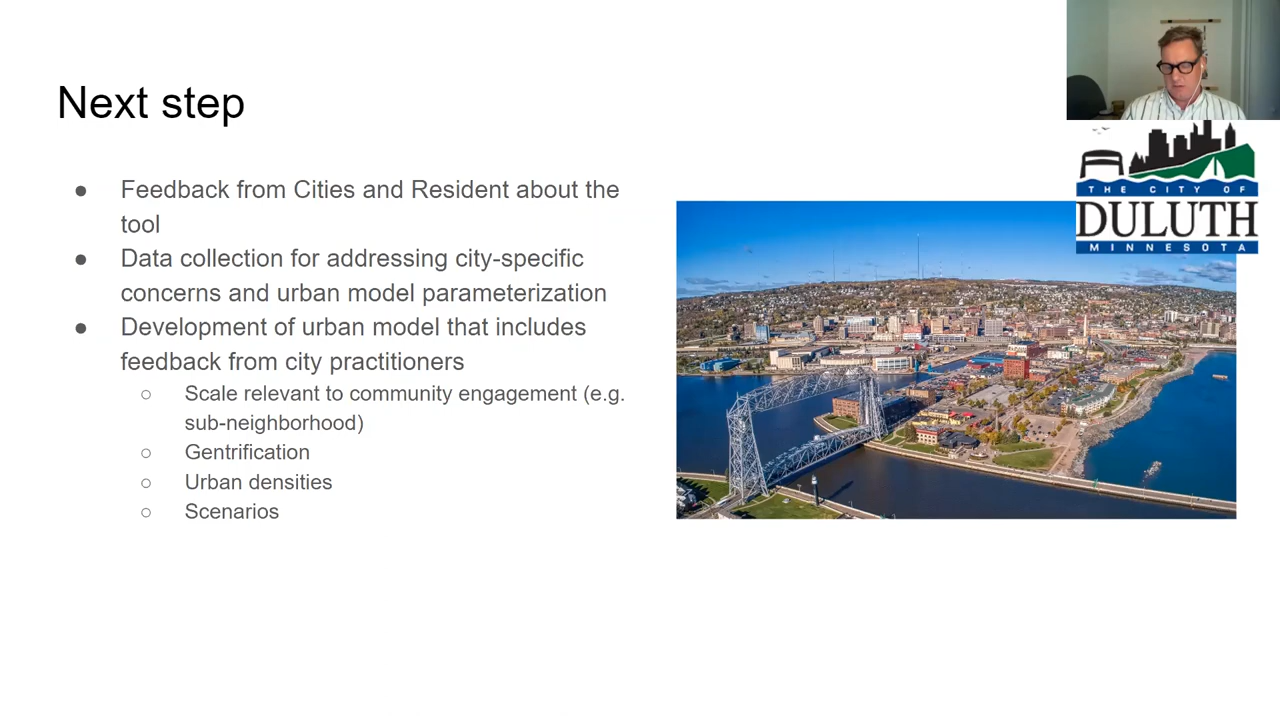 Next step
● Feedback from Cities and Resident about the
tool
● Data collection for addressing city-specific
concerns and urban model parameterization
● Development of urban model that includes
feedback from city practitioners
○ Scale relevant to community engagement (e.g.
sub-neighborhood)
○ Gentrification
○ Urban densities
○ Scenarios
THE CITY OF
DULUTH
MINNESOTA